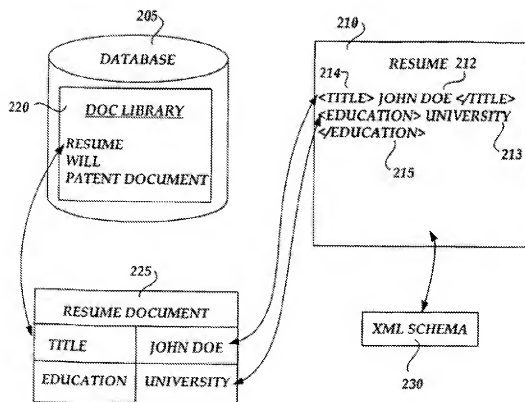 205
DATABASE
220
DOC LIBRARY
RESUME
WILL
PATENT DOCUMENT
210
RESUME
212
214
<TITLE> JOHN DOE </TITLE>
<EDUCATION> UNIVERSITY
</EDUCATION>
213
215
225
RESUME DOCUMENT
TITLE JOHN DOE
EDUCATION UNIVERSITY
XML SCHEMA
230